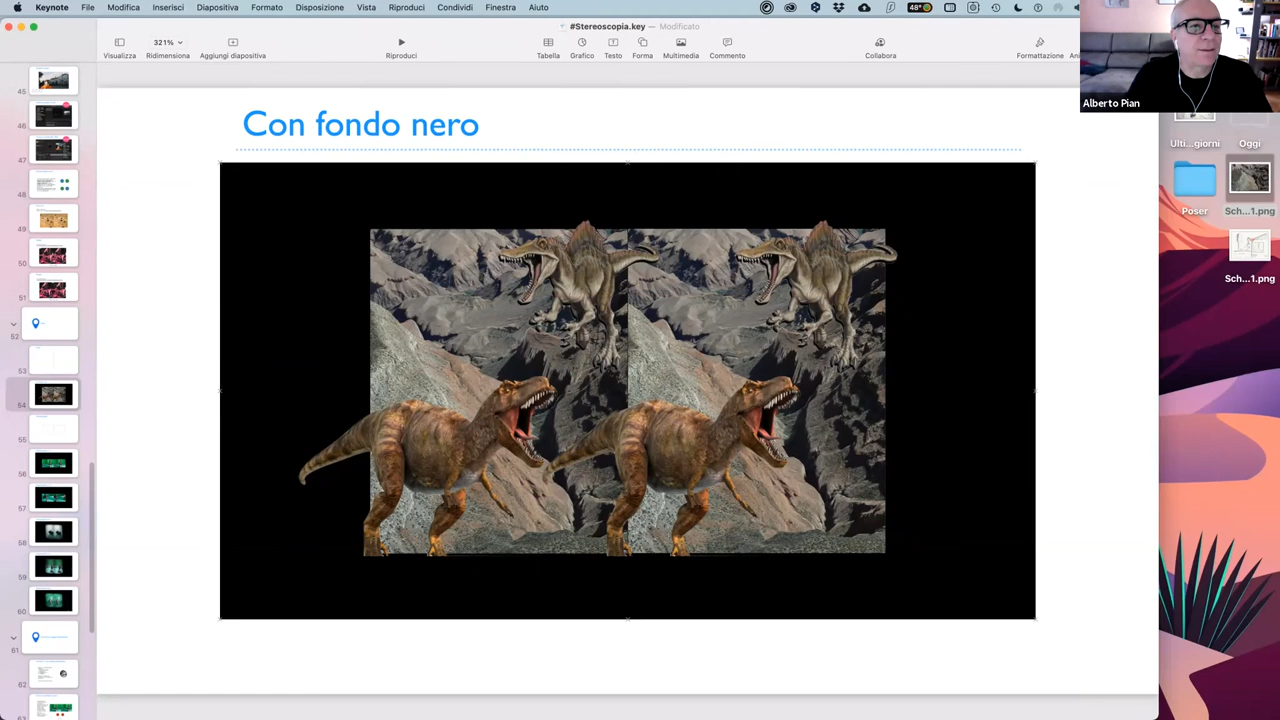 Keynote File Modifica Inserisci Diapositiva Formato Disposizione Vista Riproduci Condividi Finestra Aiuto
48°
#Stereoscopia.key — Modificato
321%
Visualizza Ridimensiona Aggiungi diapositiva Riproduci Tabella Grafico Testo Forma Multimedia Commento Collabora Formattazione
Alberto Pian
Con fondo nero
Ulti...giorni Oggi
Poser Sch...1.png
Sch...1.png
45
46
47
48
49
50
51
52
53
54
55
56
57
58
59
60
61
62